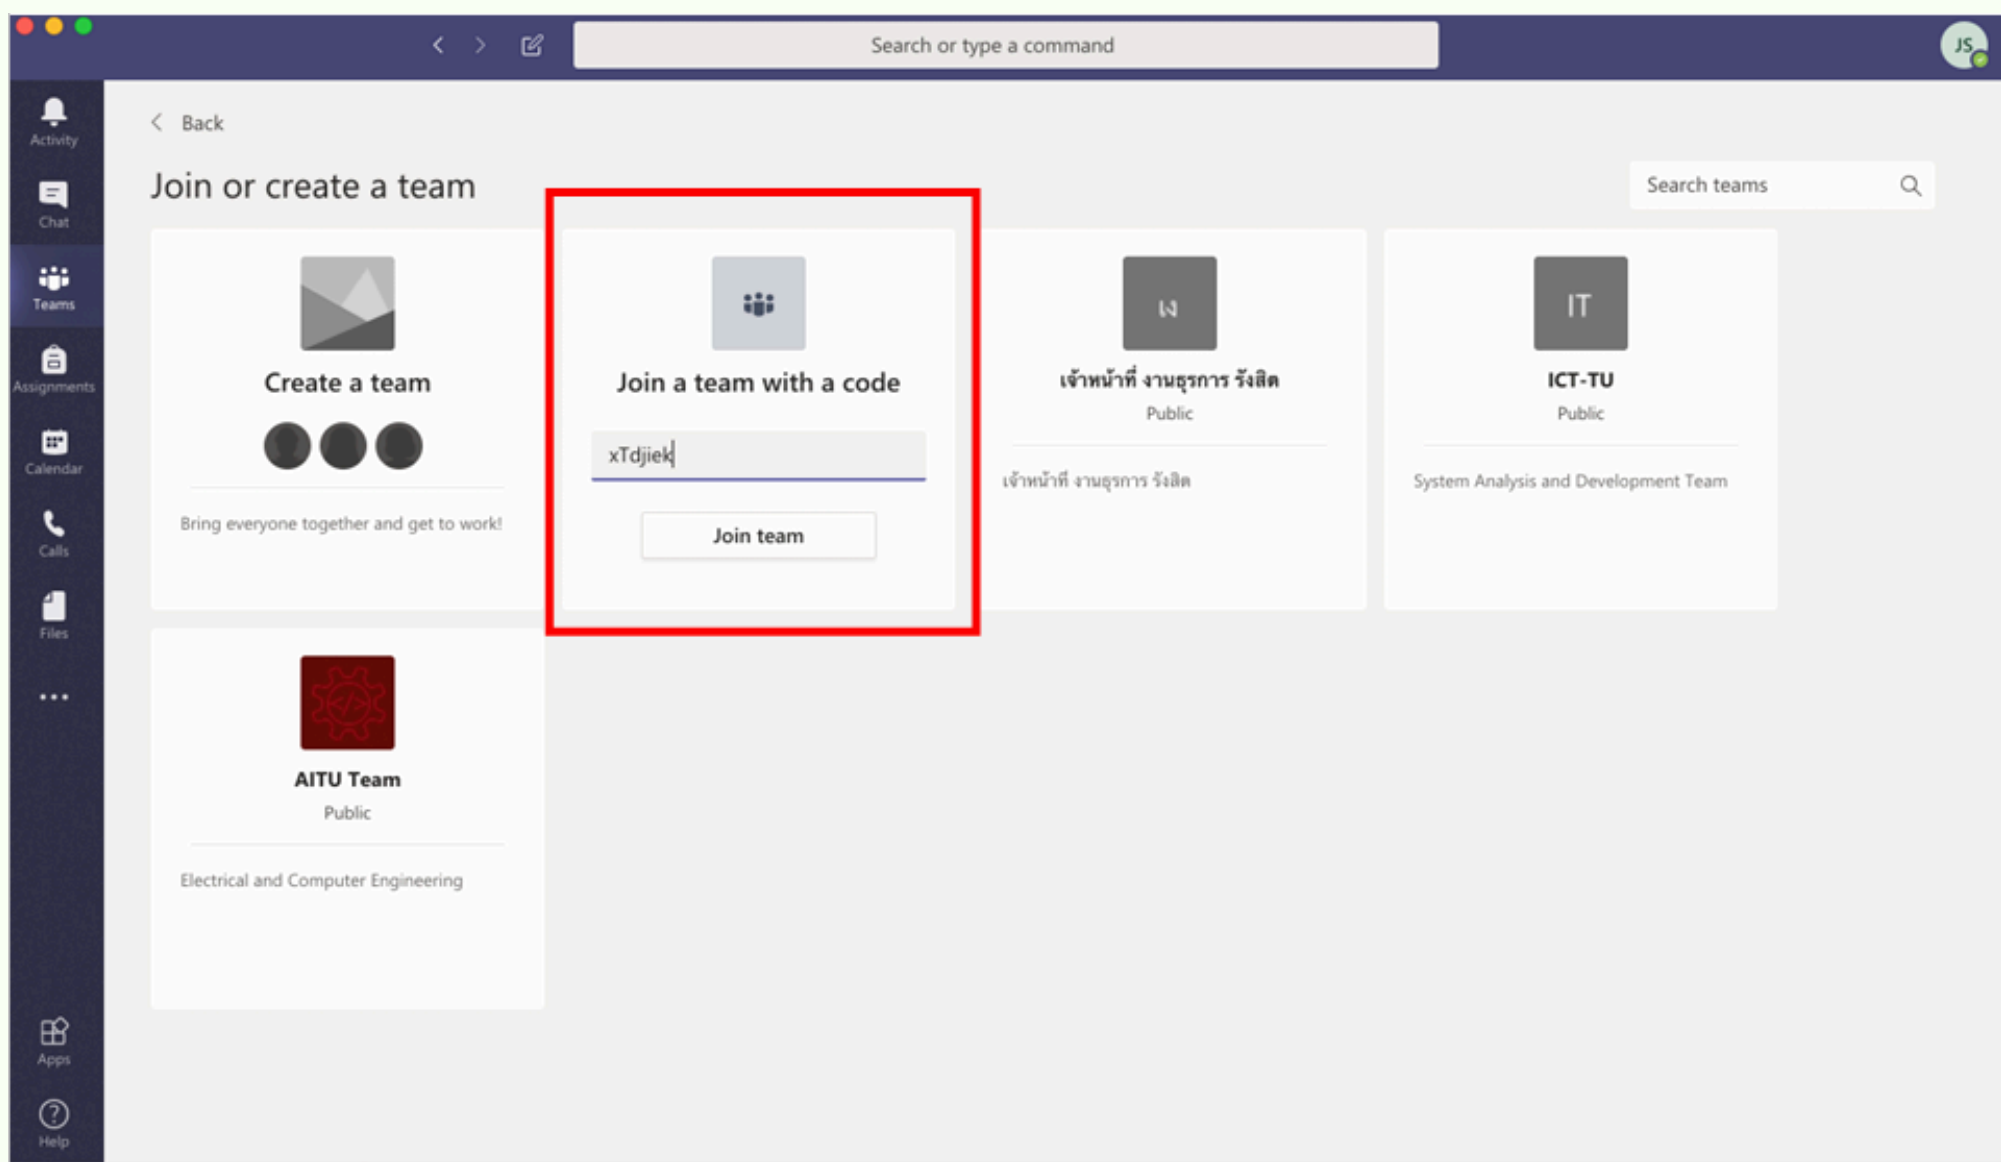 Search or type a command
JS
Activity
Chat
Teams
Assignments
Calendar
Calls
Files
Apps
Help
Back
Join or create a team
Search teams
Create a team
Bring everyone together and get to work!
Join a team with a code
xTdjiek
Join team
เง
เจ้าหน้าที่ งานธุรการ รังสิต
Public
เจ้าหน้าที่ งานธุรการ รังสิต
IT
ICT-TU
Public
System Analysis and Development Team
AITU Team
Public
Electrical and Computer Engineering